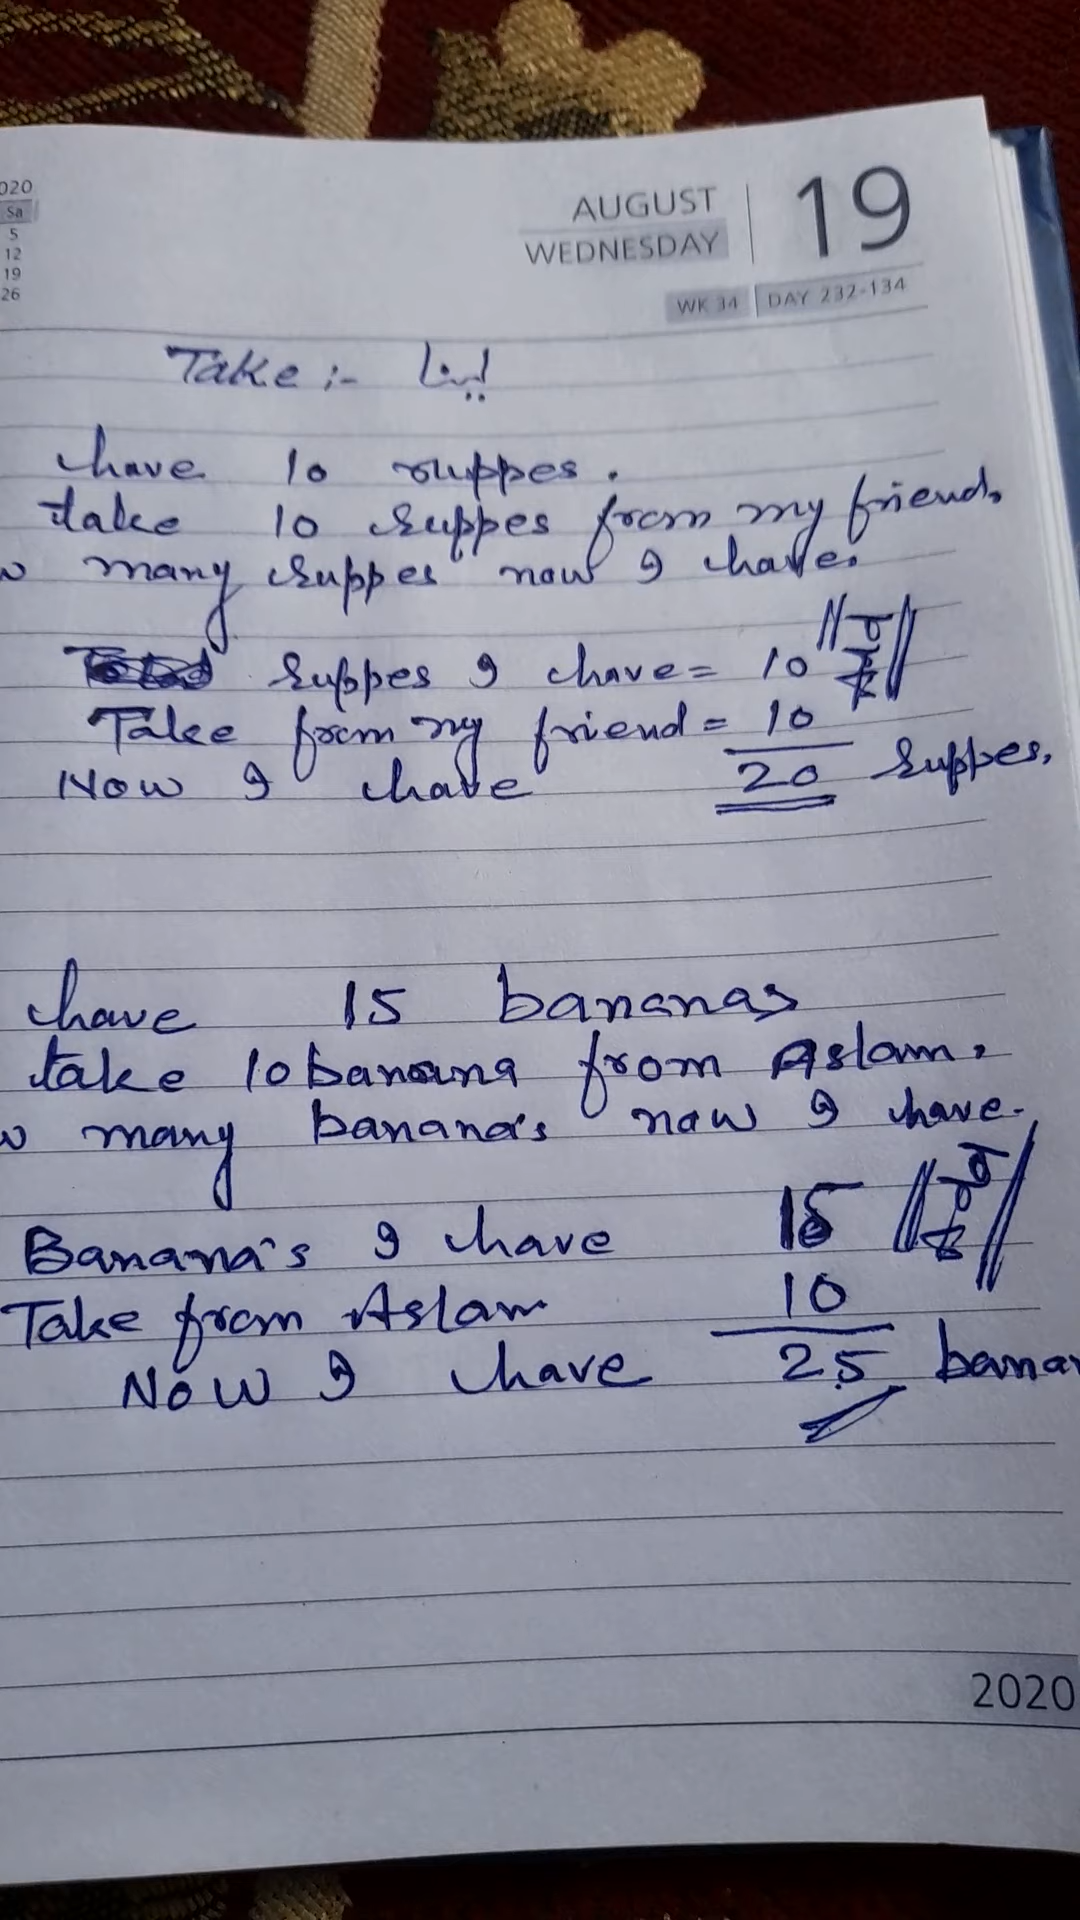 020
Sa
5
12
19
26
AUGUST
WEDNESDAY
19
WK 34 DAY 232-134
Take :- لینا
have 10 ruppes.
take 10 ruppes from my friend.
w many ruppes now I have.
ruppes I have = 10
Take from my friend = 10
Now I have 20 ruppes.
have 15 bananas
take 10 banana from Aslam.
w many banana's now I have.
Banana's I have 15
Take from Aslam 10
Now I have 25 bana
2020